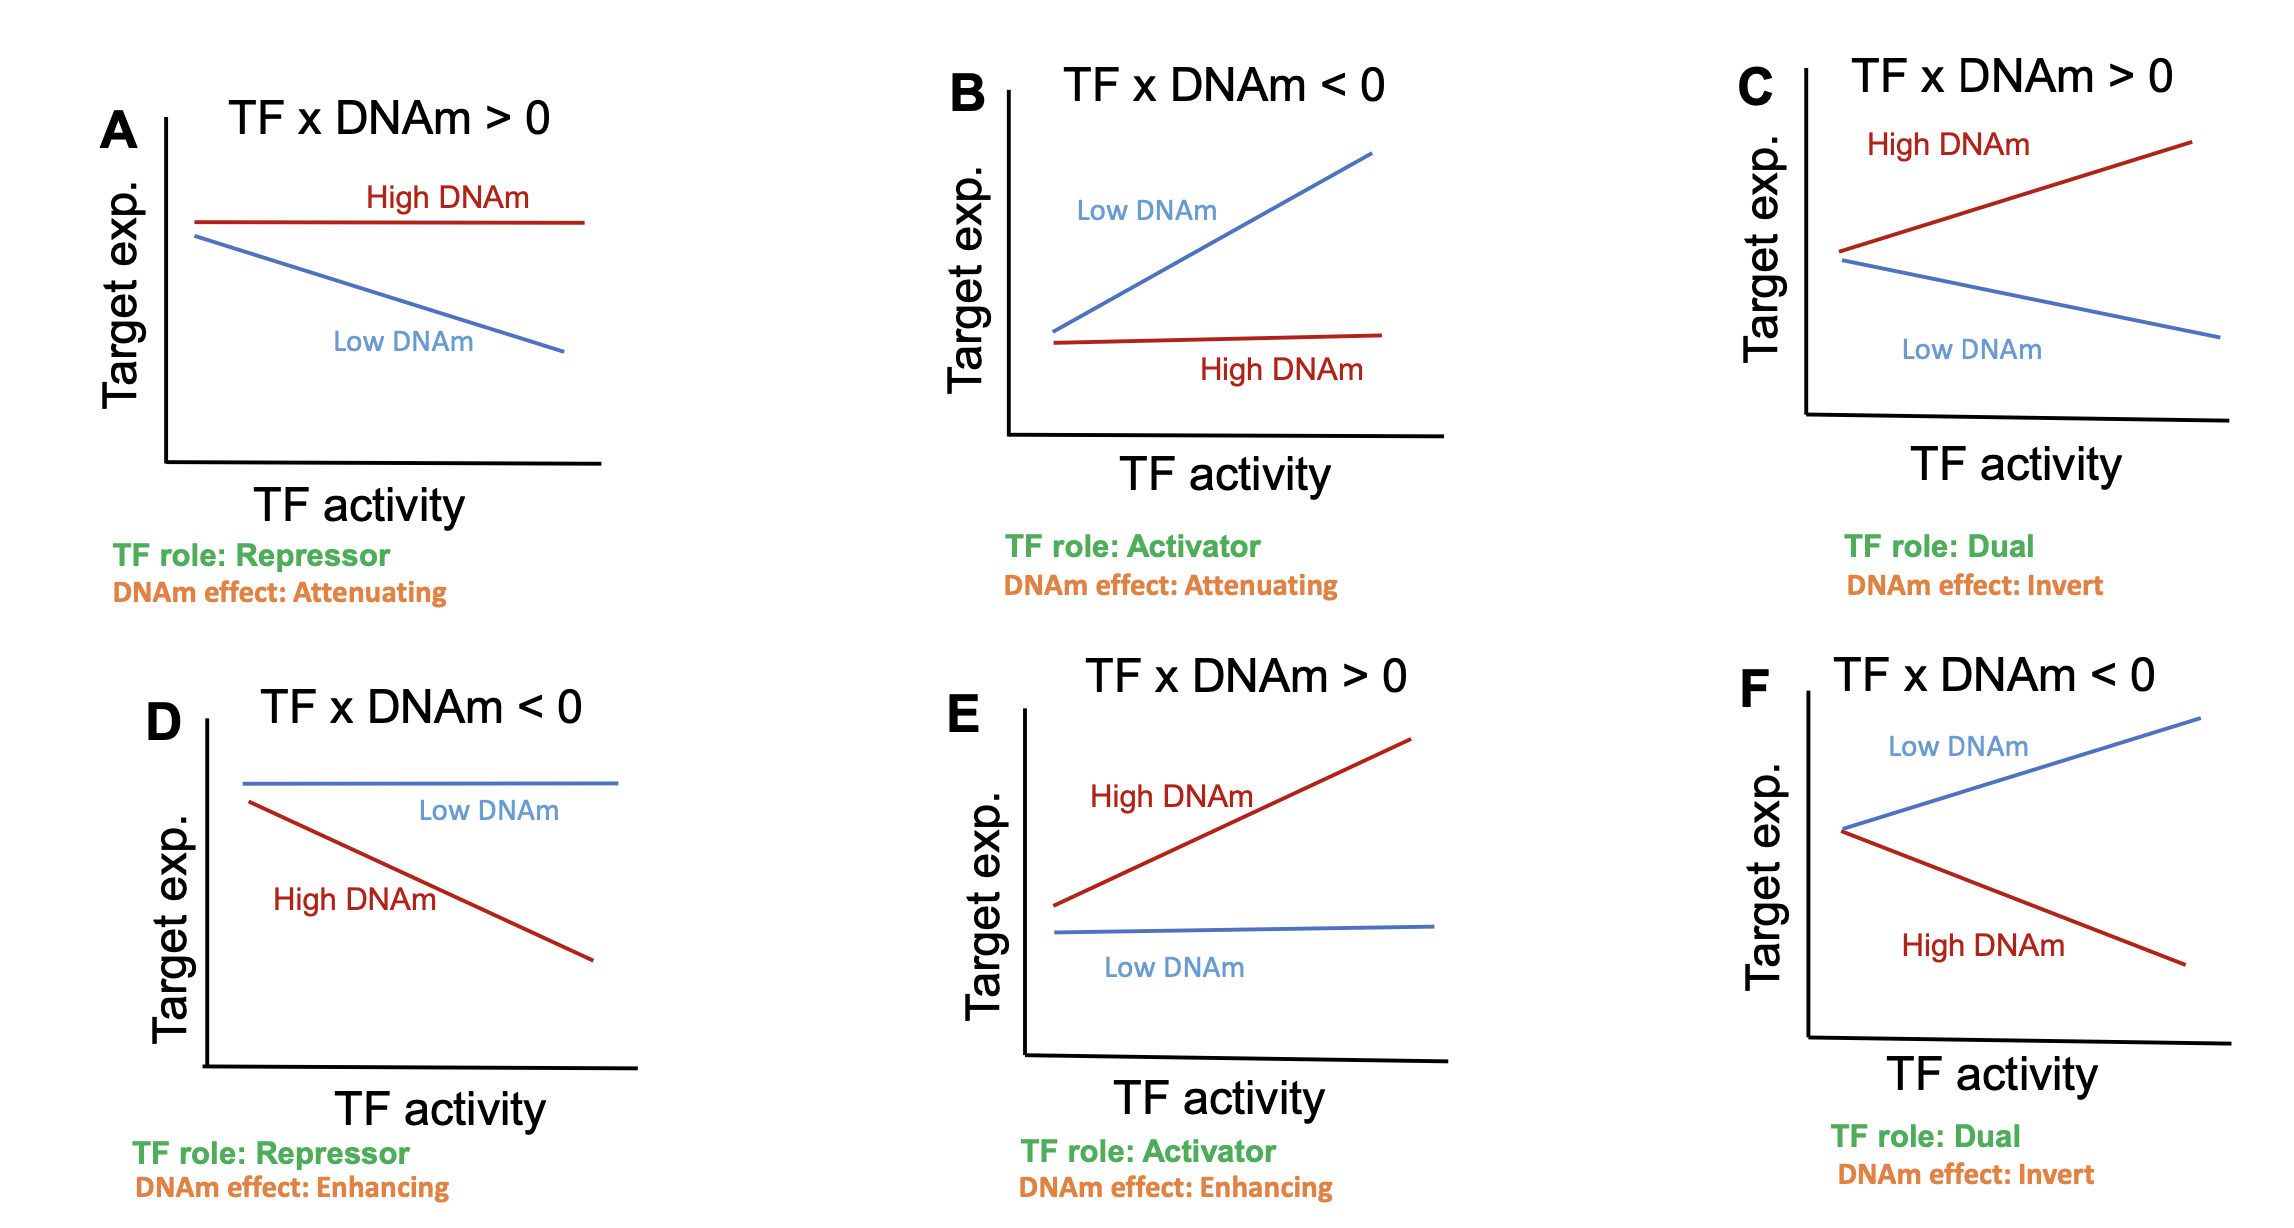 A
TF x DNAm > 0
Target exp.
High DNAm
Low DNAm
TF activity
TF role: Repressor
DNAm effect: Attenuating
B
TF x DNAm < 0
Target exp.
Low DNAm
High DNAm
TF activity
TF role: Activator
DNAm effect: Attenuating
C
TF x DNAm > 0
Target exp.
High DNAm
Low DNAm
TF activity
TF role: Dual
DNAm effect: Invert
D
TF x DNAm < 0
Target exp.
Low DNAm
High DNAm
TF activity
TF role: Repressor
DNAm effect: Enhancing
E
TF x DNAm > 0
Target exp.
High DNAm
Low DNAm
TF activity
TF role: Activator
DNAm effect: Enhancing
F
TF x DNAm < 0
Target exp.
Low DNAm
High DNAm
TF activity
TF role: Dual
DNAm effect: Invert